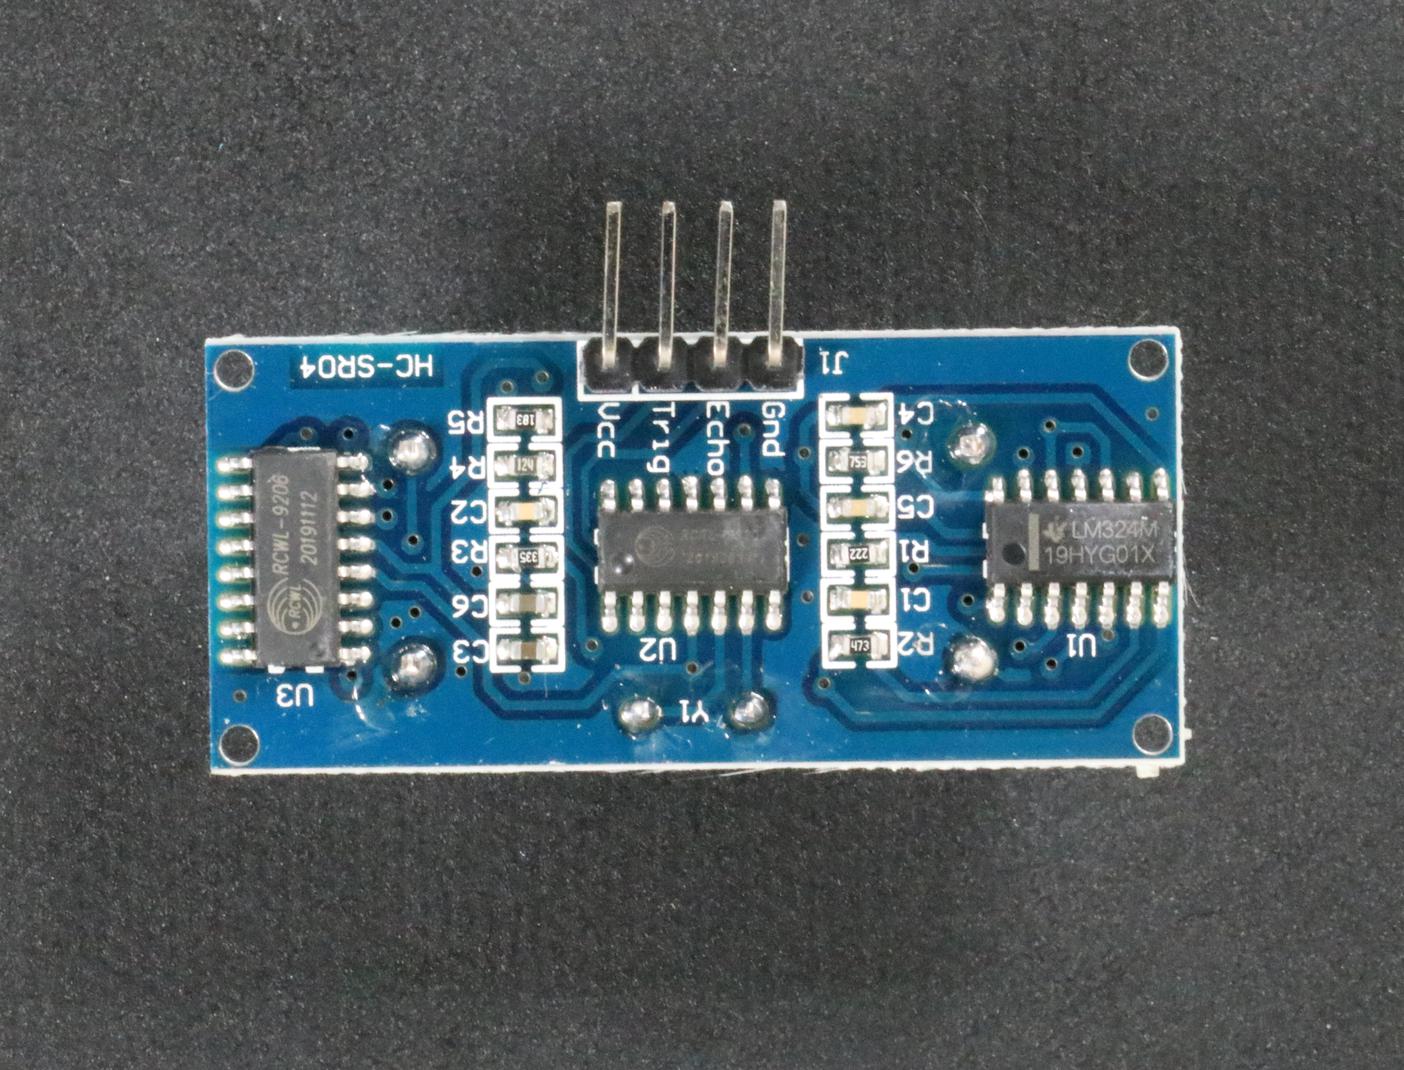 HC-SR04
J1
Vcc
Trig
Echo
Gnd
R5
183
R4
124
C2
R3
335
C6
C3
C4
R6
753
C5
R1
222
C1
R2
473
RCWL-9206
20191112
RCWL
U3
U2
Y1
LM324M
19HYG01X
U1